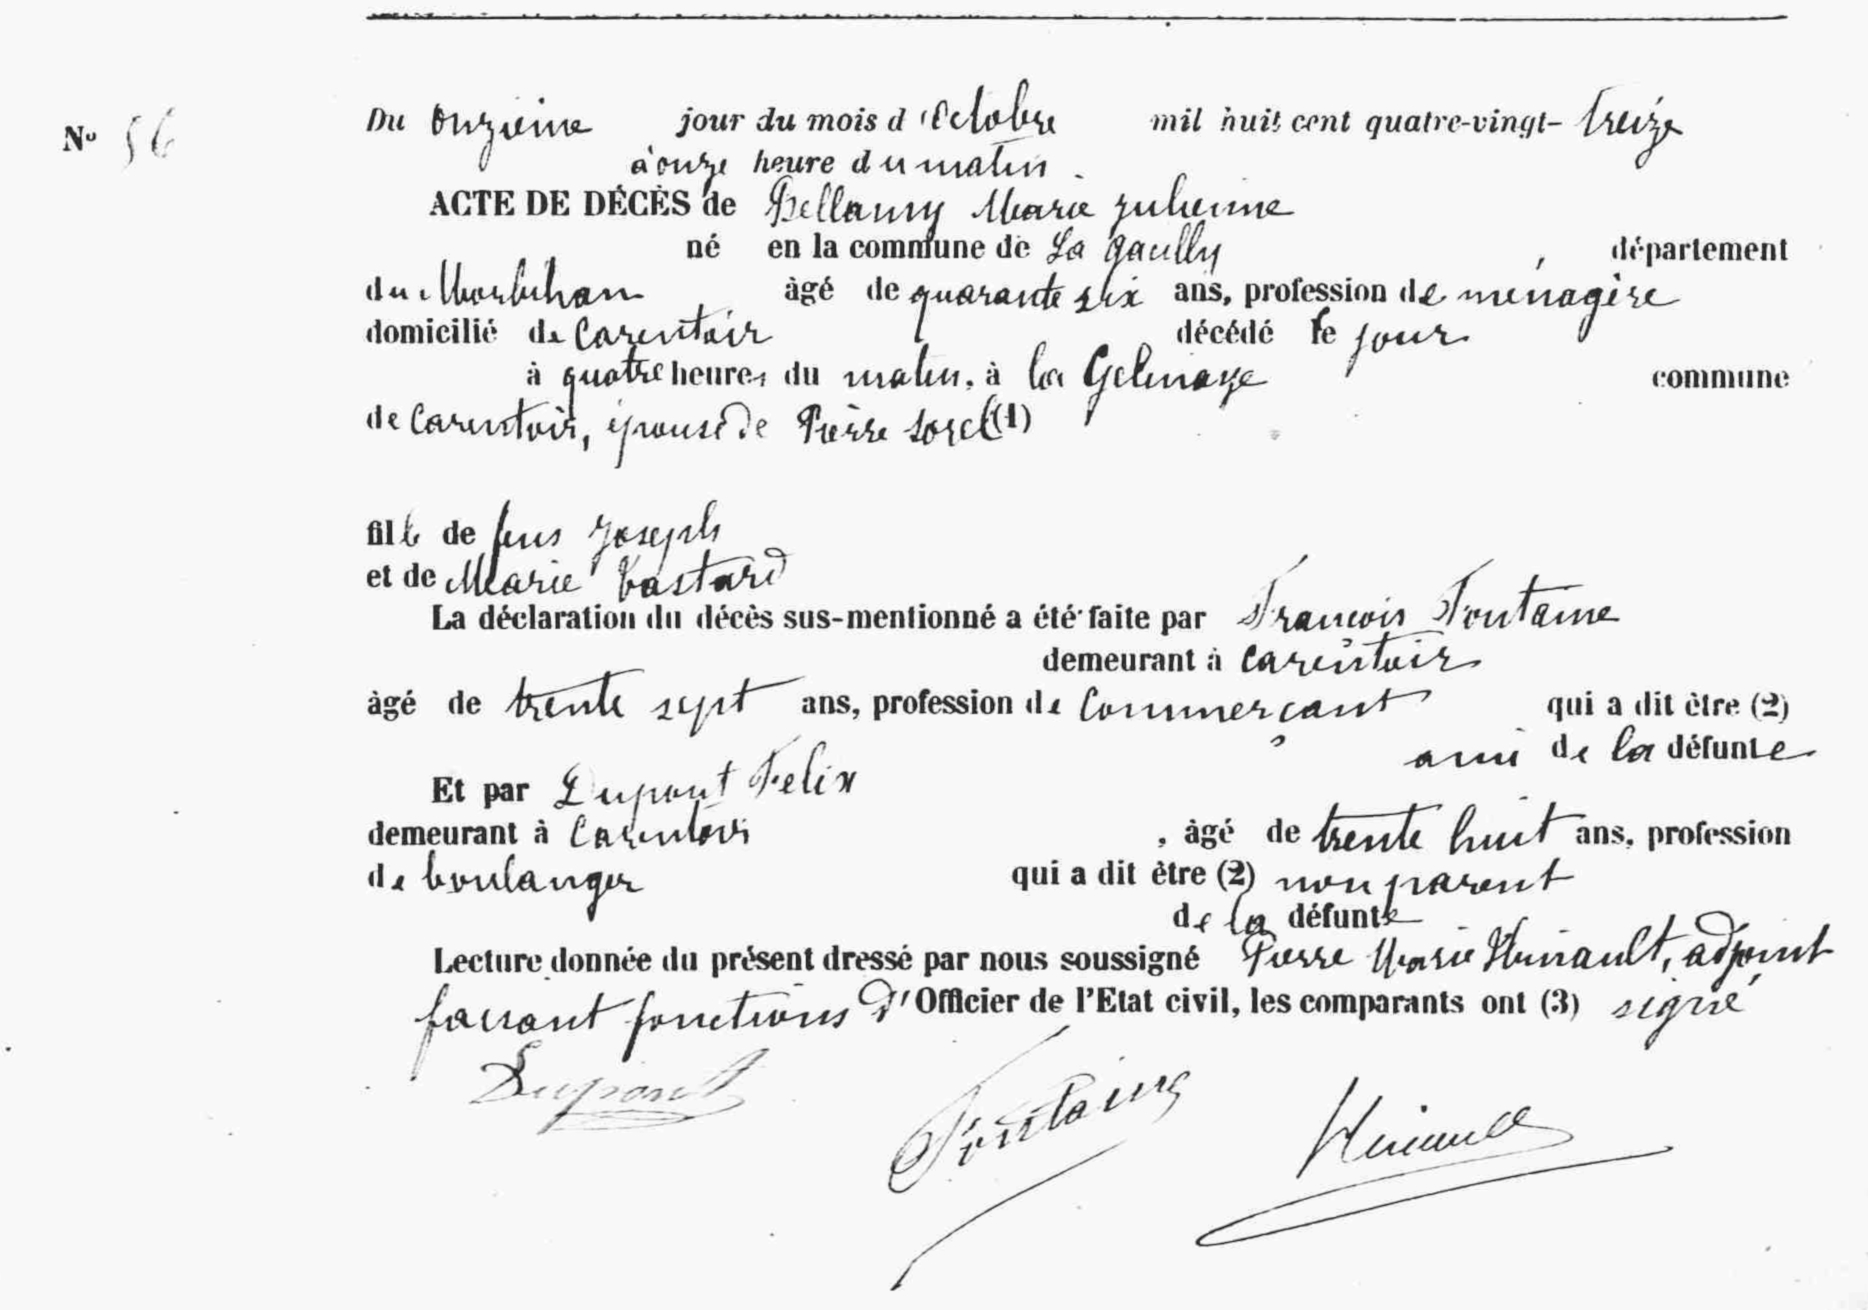 No 56
Du onzième jour du mois d'Octobre mil huit cent quatre-vingt-treize
à onze heure du matin.
ACTE DE DÉCÈS de Bellamy Marie Julienne
né en la commune de La Gacilly, département
du Morbihan âgé de quarante six ans, profession de ménagère
domicilié de Carentoir décédé le jour
à quatre heures du matin, à la Gelinaye commune
de Carentoir, épouse de Pierre Sorel (1)
fille de feus Joseph
et de Marie Bastard
La déclaration du décès sus-mentionné a été faite par François Fontaine
demeurant à Carentoir
âgé de trente sept ans, profession de Commerçant qui a dit être (2)
ami de la défunte
Et par Dupont Felix
demeurant à Carentoir, âgé de trente huit ans, profession
de boulanger qui a dit être (2) non parent
de la défunte
Lecture donnée du présent dressé par nous soussigné Pierre Marie Hinault, adjoint
faisant fonctions d'Officier de l'Etat civil, les comparants ont (3) signé
Dupont Fontaine Hinault